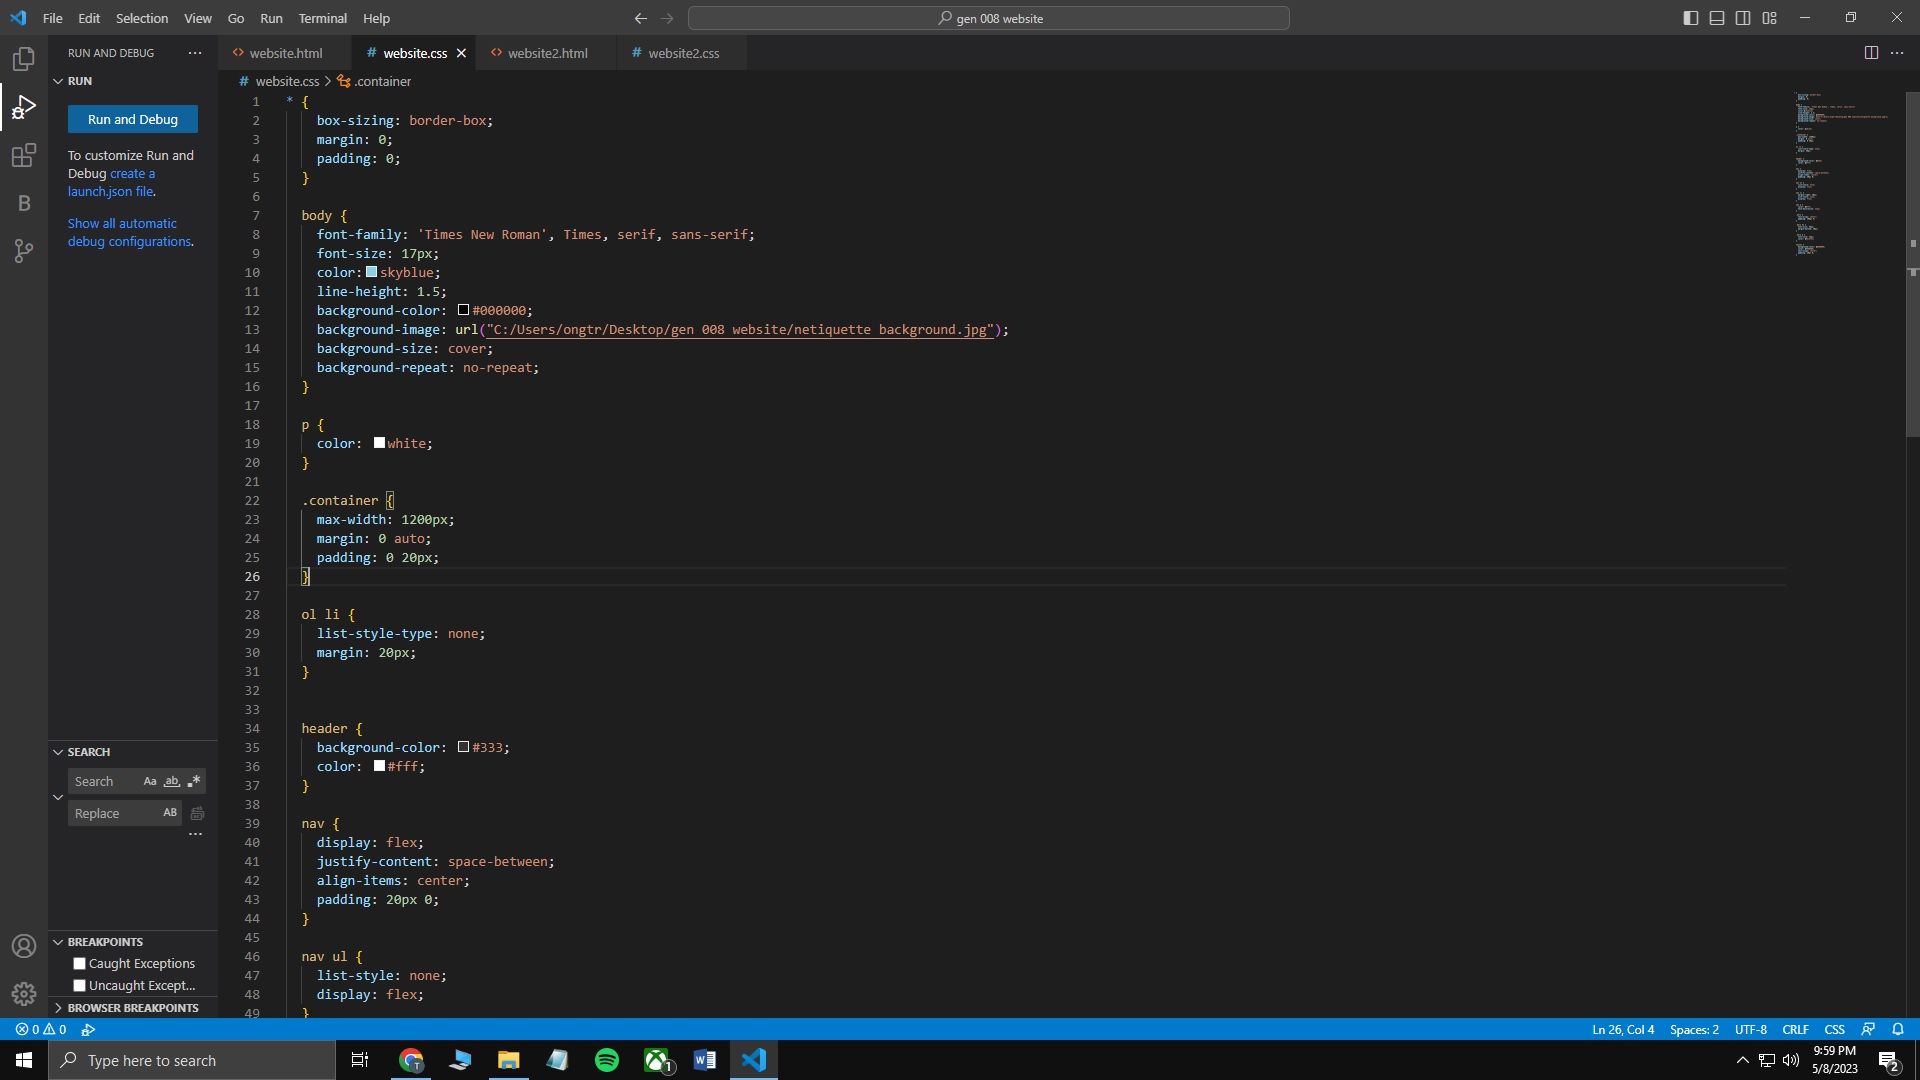 File Edit Selection View Go Run Terminal Help
gen 008 website
RUN AND DEBUG ···
website.html
# website.css
website2.html
# website2.css
RUN
Run and Debug
To customize Run and
Debug create a
launch.json file.
Show all automatic
debug configurations.
# website.css > .container
1 * {
2 box-sizing: border-box;
3 margin: 0;
4 padding: 0;
5 }
6
7 body {
8 font-family: 'Times New Roman', Times, serif, sans-serif;
9 font-size: 17px;
10 color: skyblue;
11 line-height: 1.5;
12 background-color: #000000;
13 background-image: url("C:/Users/ongtr/Desktop/gen 008 website/netiquette background.jpg");
14 background-size: cover;
15 background-repeat: no-repeat;
16 }
17
18 p {
19 color: white;
20 }
21
22 .container {
23 max-width: 1200px;
24 margin: 0 auto;
25 padding: 0 20px;
26 }
27
28 ol li {
29 list-style-type: none;
30 margin: 20px;
31 }
32
33
34 header {
35 background-color: #333;
36 color: #fff;
37 }
38
39 nav {
40 display: flex;
41 justify-content: space-between;
42 align-items: center;
43 padding: 20px 0;
44 }
45
46 nav ul {
47 list-style: none;
48 display: flex;
49 }
SEARCH
Search Aa ab .*
Replace AB
···
BREAKPOINTS
Caught Exceptions
Uncaught Except...
BROWSER BREAKPOINTS
0 0
Ln 26, Col 4 Spaces: 2 UTF-8 CRLF CSS
Type here to search
T
1
9:59 PM
5/8/2023
2